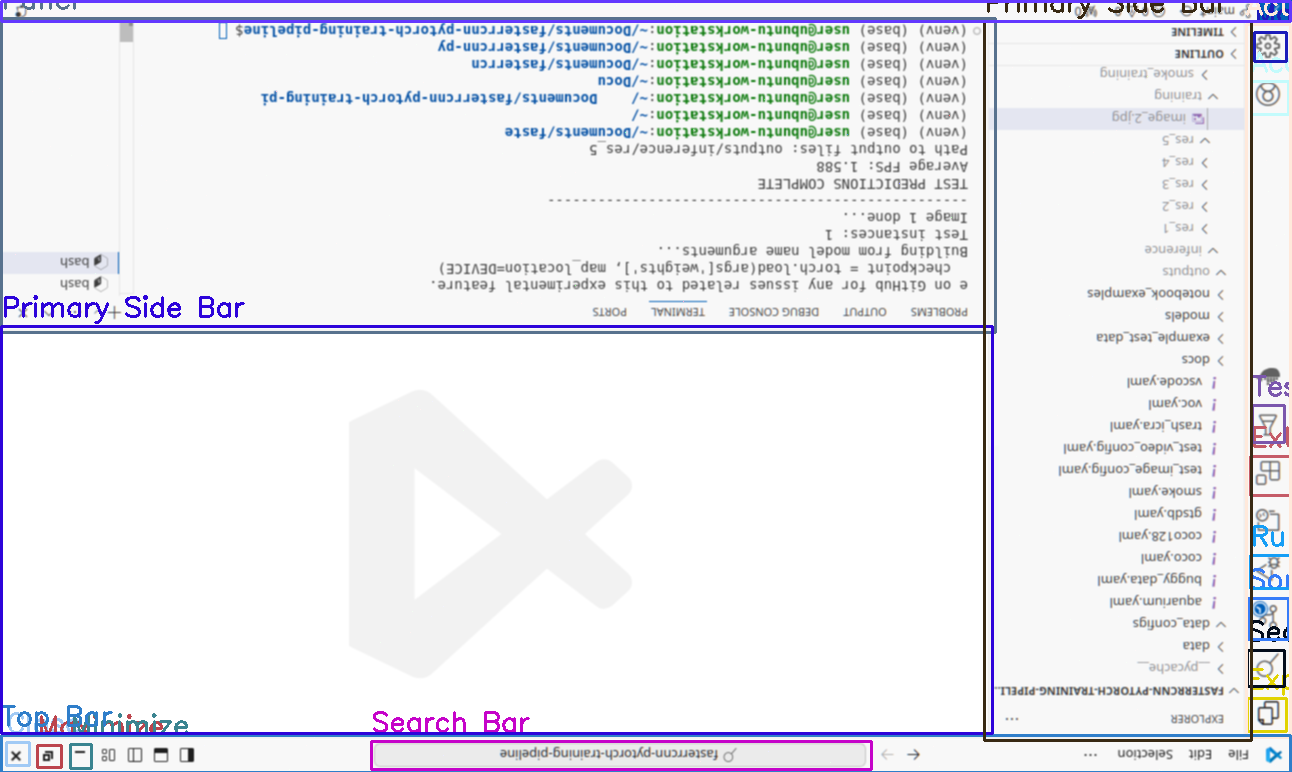 File Edit Selection ···
fasterrcnn-pytorch-training-pipeline
EXPLORER ···
FASTERRCNN-PYTORCH-TRAINING-PIPELI...
__pycache__
data
data_configs
aquarium.yaml
buggy_data.yaml
coco.yaml
coco128.yaml
gtsdb.yaml
smoke.yaml
test_image_config.yaml
test_video_config.yaml
trash_icra.yaml
voc.yaml
vscode.yaml
docs
example_test_data
models
notebook_examples
outputs
inference
res_1
res_2
res_3
res_4
res_5
image_2.jpg
training
smoke_training
OUTLINE
TIMELINE
PROBLEMS OUTPUT DEBUG CONSOLE TERMINAL PORTS
e on GitHub for any issues related to this experimental feature.
checkpoint = torch.load(args['weights'], map_location=DEVICE)
Building from model name arguments...
Test instances: 1
Image 1 done...
--------------------------------------------------
TEST PREDICTIONS COMPLETE
Average FPS: 1.588
Path to output files: outputs/inference/res_5
(venv) (base) user@ubuntu-workstation:~/Documents/faste
(venv) (base) user@ubuntu-workstation:~/
(venv) (base) user@ubuntu-workstation:~/ Documents/fasterrcnn-pytorch-training-pi
(venv) (base) user@ubuntu-workstation:~/Docu
(venv) (base) user@ubuntu-workstation:~/Documents/fasterrcn
(venv) (base) user@ubuntu-workstation:~/Documents/fasterrcnn-py
(venv) (base) user@ubuntu-workstation:~/Documents/fasterrcnn-pytorch-training-pipeline$
bash
bash
Primary Side Bar
Primary Side Bar
Tes
Ru
Sou
Sea
Exp
Top Bar
Minimize
Search Bar